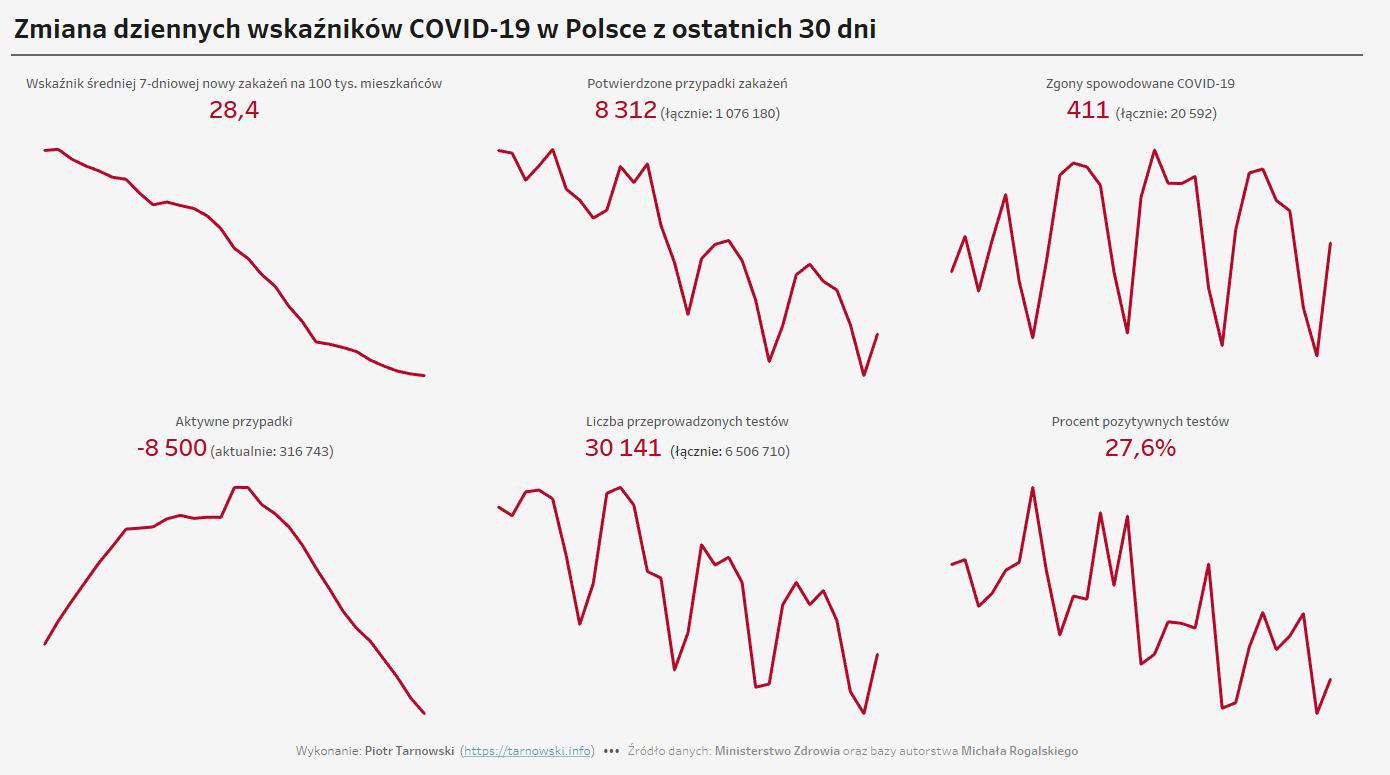 Zmiana dziennych wskaźników COVID-19 w Polsce z ostatnich 30 dni
Wskaźnik średniej 7-dniowej nowy zakażeń na 100 tys. mieszkańców
28,4
Potwierdzone przypadki zakażeń
8 312 (łącznie: 1 076 180)
Zgony spowodowane COVID-19
411 (łącznie: 20 592)
Aktywne przypadki
-8 500 (aktualnie: 316 743)
Liczba przeprowadzonych testów
30 141 (łącznie: 6 506 710)
Procent pozytywnych testów
27,6%
Wykonanie: Piotr Tarnowski (https://tarnowski.info) ••• Źródło danych: Ministerstwo Zdrowia oraz bazy autorstwa Michała Rogalskiego